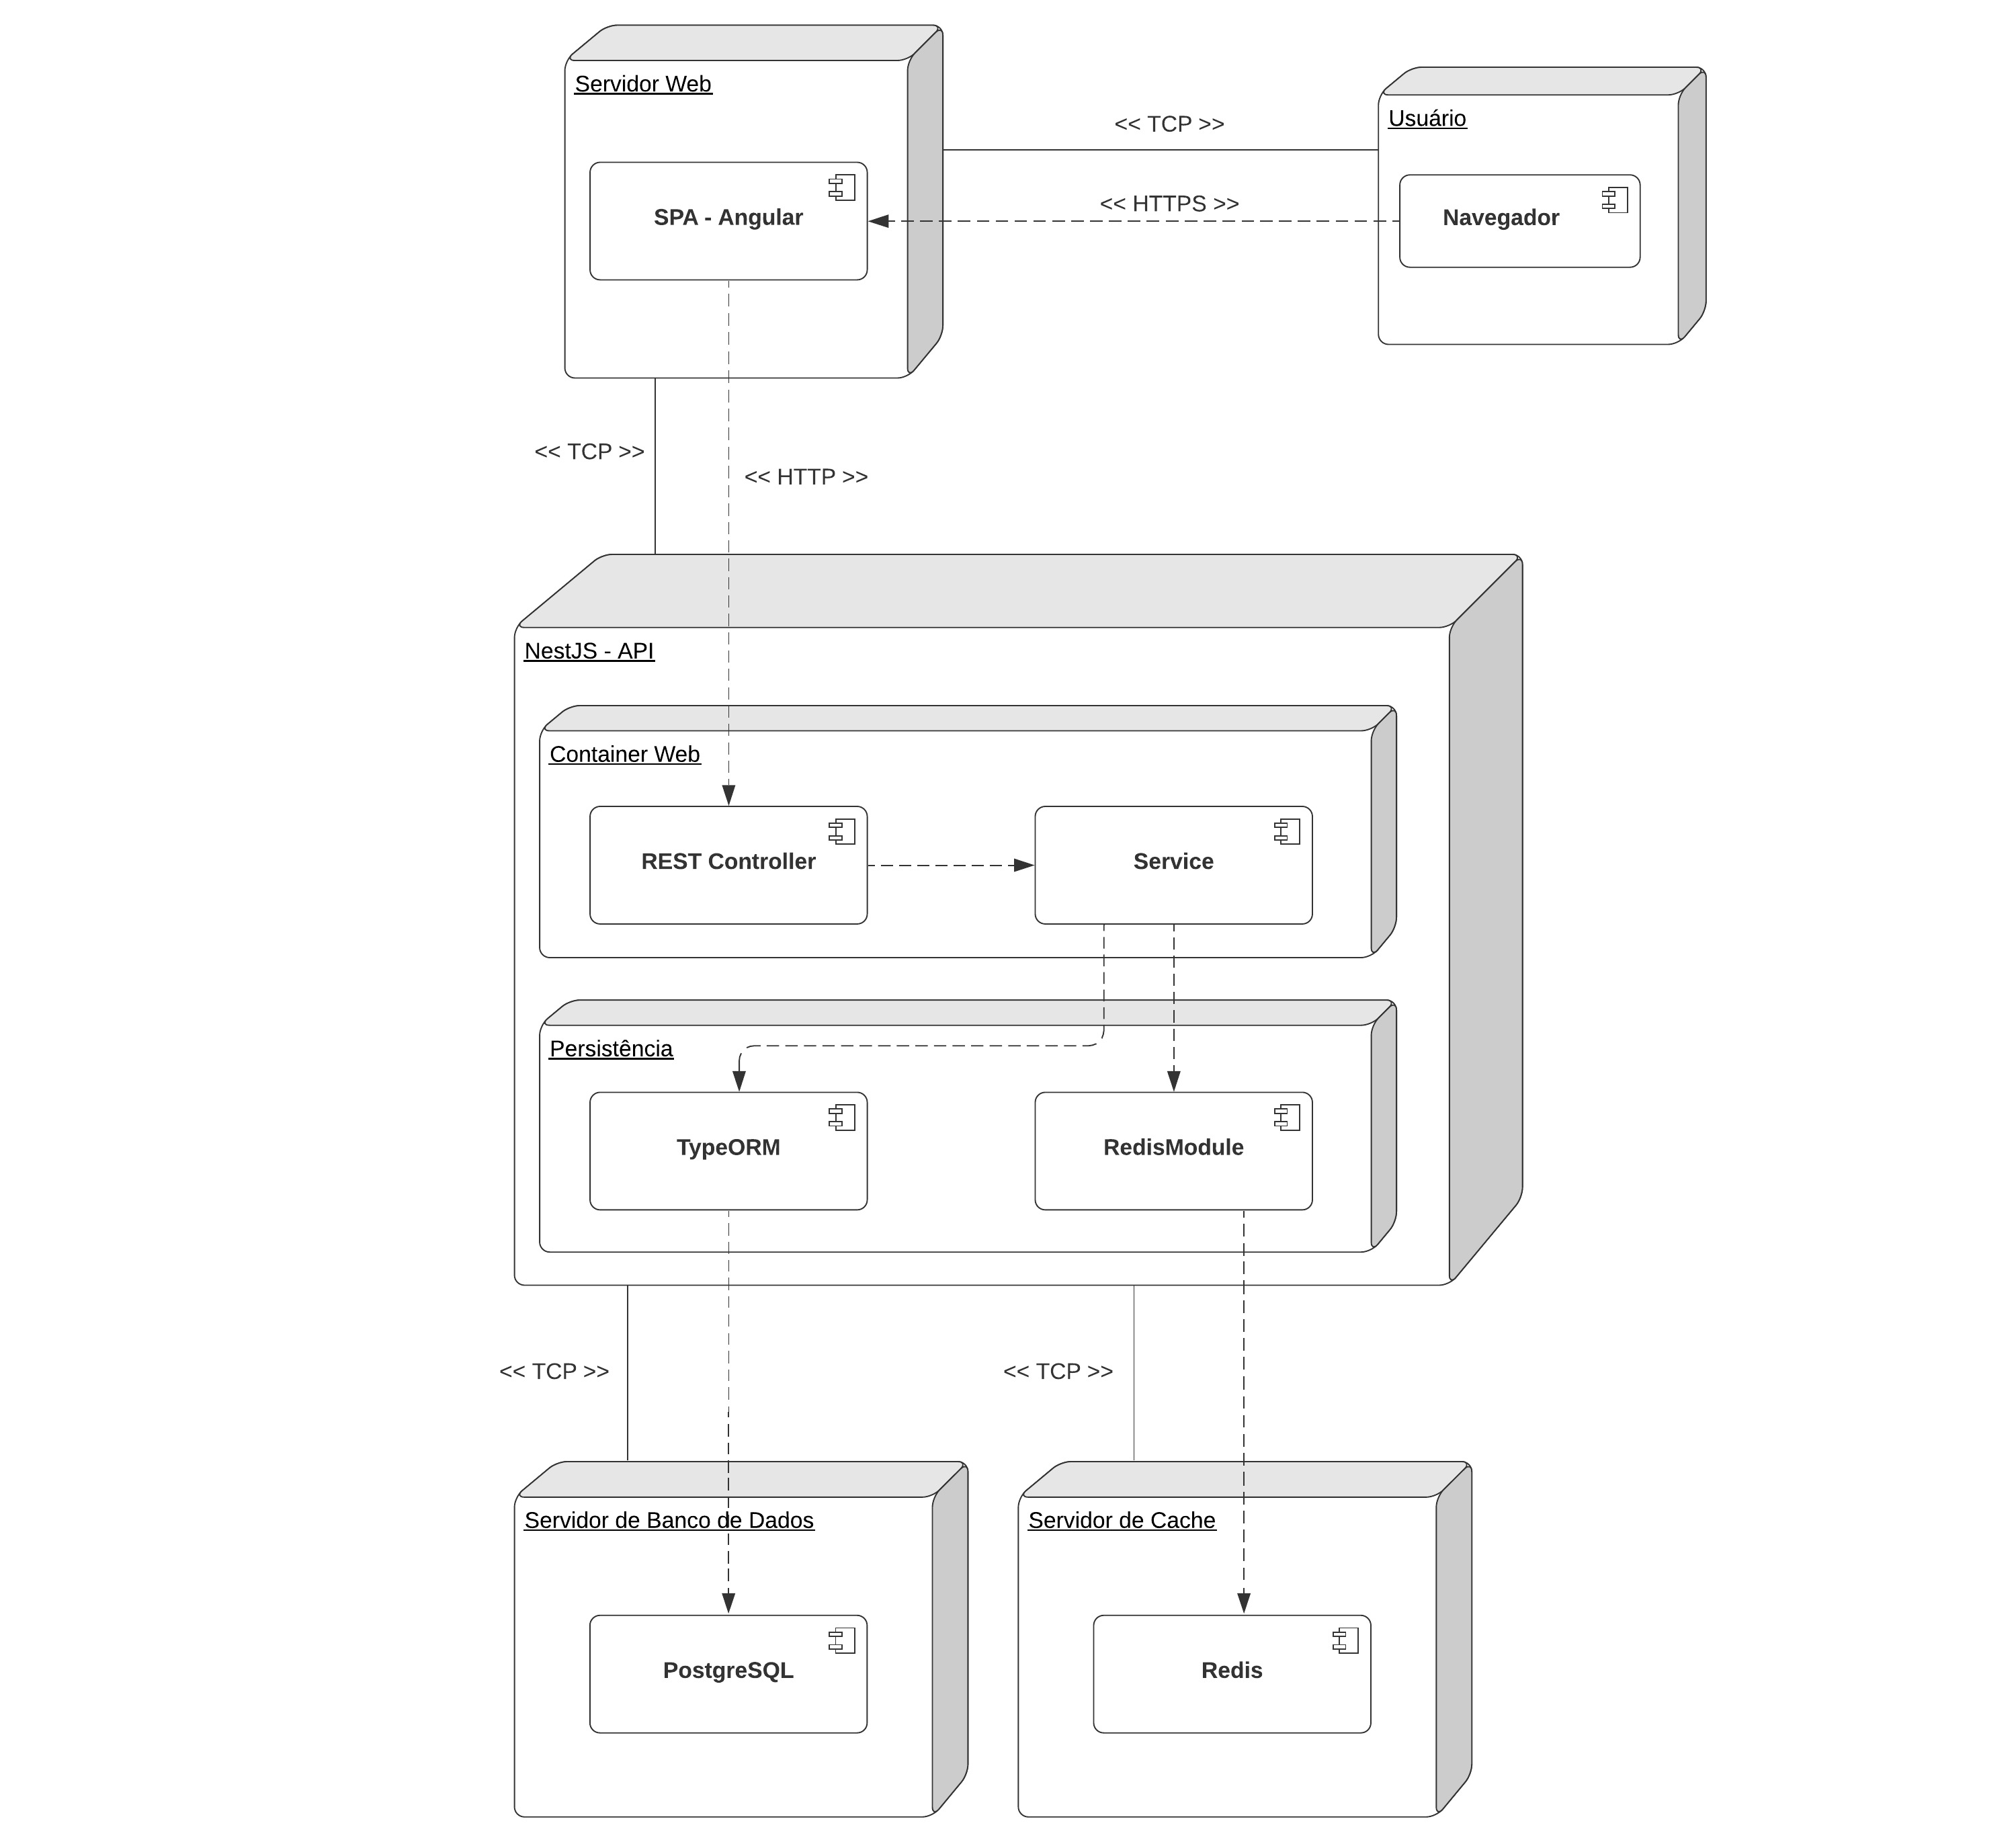 Servidor Web
<< TCP >>
Usuário
SPA - Angular
<< HTTPS >>
Navegador
<< TCP >>
<< HTTP >>
NestJS - API
Container Web
REST Controller
Service
Persistência
TypeORM
RedisModule
<< TCP >>
<< TCP >>
Servidor de Banco de Dados
Servidor de Cache
PostgreSQL
Redis